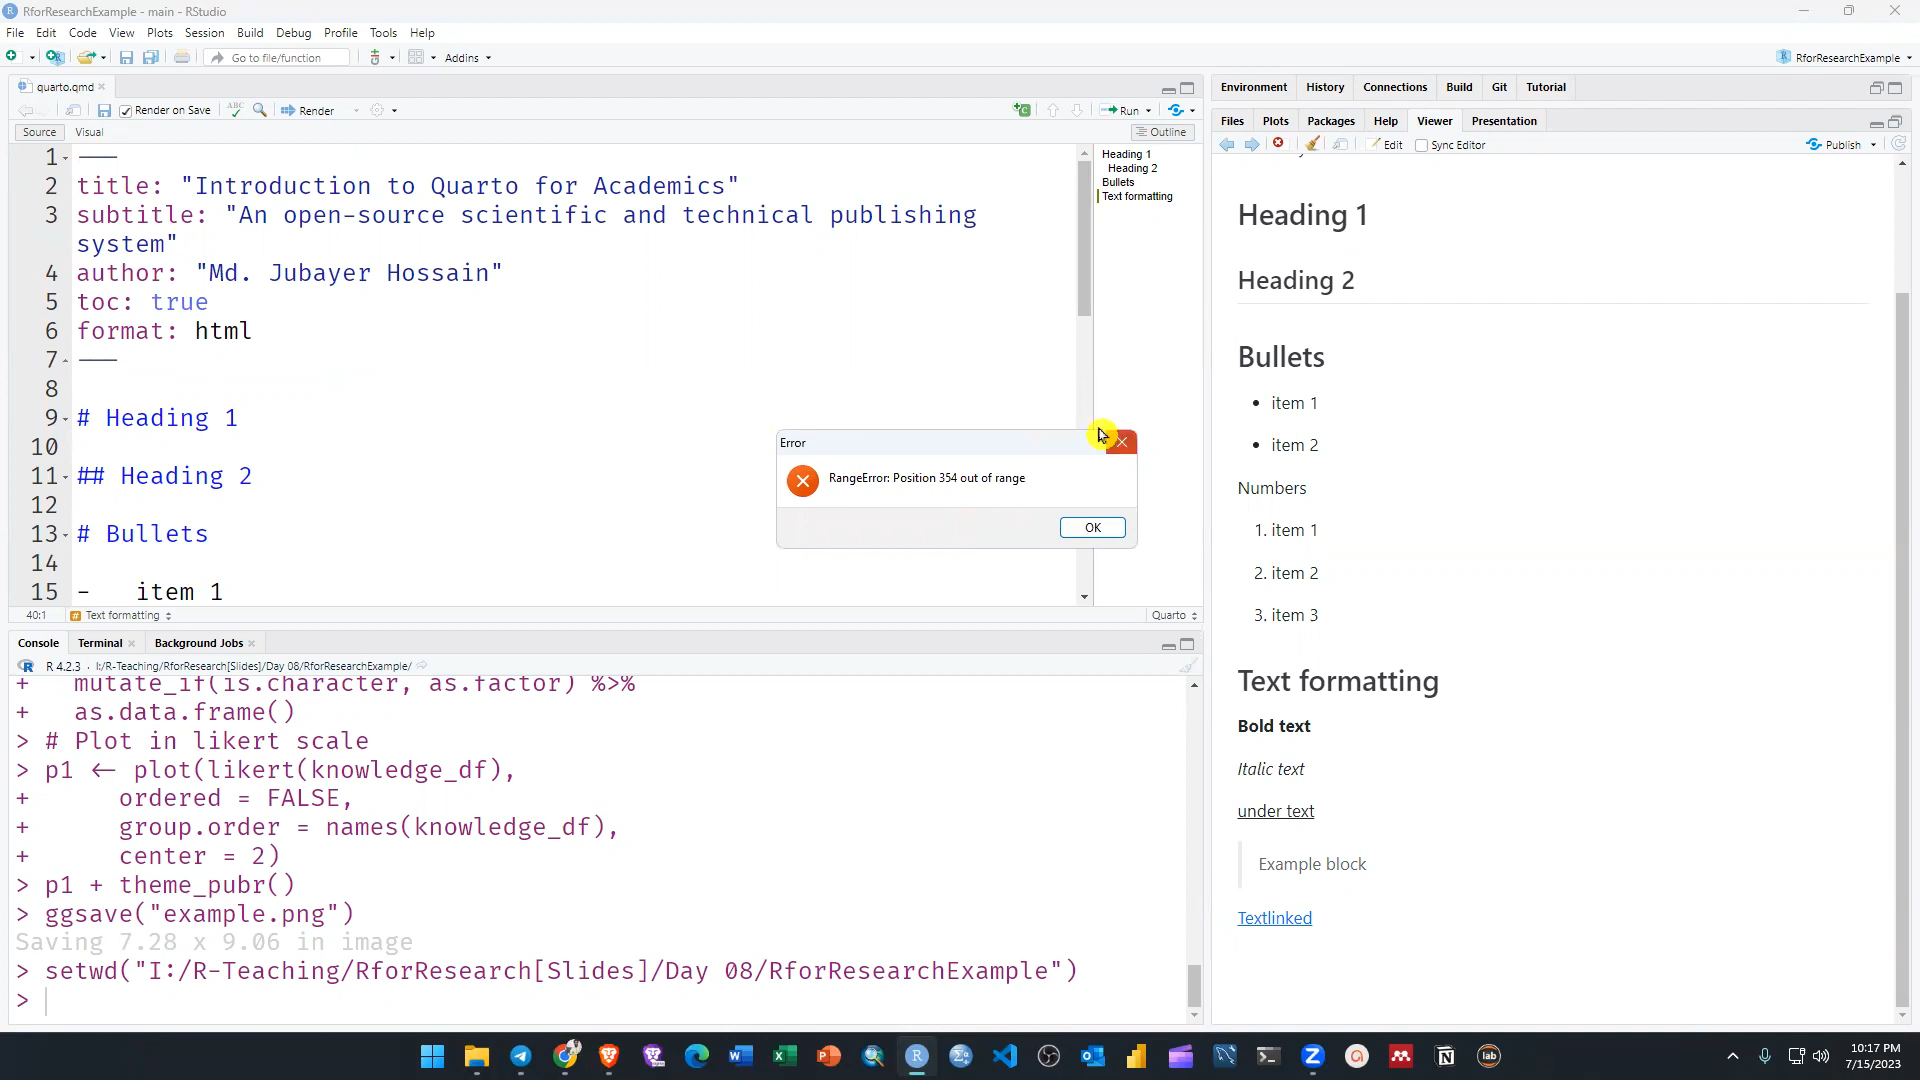 RforResearchExample - main - RStudio
File Edit Code View Plots Session Build Debug Profile Tools Help
Go to file/function Addins RforResearchExample
quarto.qmd
Render on Save ABC Render Run
Source Visual Outline
1 ---
2 title: "Introduction to Quarto for Academics"
3 subtitle: "An open-source scientific and technical publishing
system"
4 author: "Md. Jubayer Hossain"
5 toc: true
6 format: html
7 ---
8
9 # Heading 1
10
11 ## Heading 2
12
13 # Bullets
14
15 - item 1
Heading 1
Heading 2
Bullets
Text formatting
40:1 Text formatting Quarto
Error
RangeError: Position 354 out of range
OK
Console Terminal Background Jobs
R 4.2.3 · I:/R-Teaching/RforResearch[Slides]/Day 08/RforResearchExample/
+ mutate_if(is.character, as.factor) %>%
+ as.data.frame()
> # Plot in likert scale
> p1 <- plot(likert(knowledge_df),
+ ordered = FALSE,
+ group.order = names(knowledge_df),
+ center = 2)
> p1 + theme_pubr()
> ggsave("example.png")
Saving 7.28 x 9.06 in image
> setwd("I:/R-Teaching/RforResearch[Slides]/Day 08/RforResearchExample")
>
Environment History Connections Build Git Tutorial
Files Plots Packages Help Viewer Presentation
Edit Sync Editor Publish
Heading 1
Heading 2
Bullets
• item 1
• item 2
Numbers
1. item 1
2. item 2
3. item 3
Text formatting
Bold text
Italic text
under text
Example block
Textlinked
lab
10:17 PM
7/15/2023